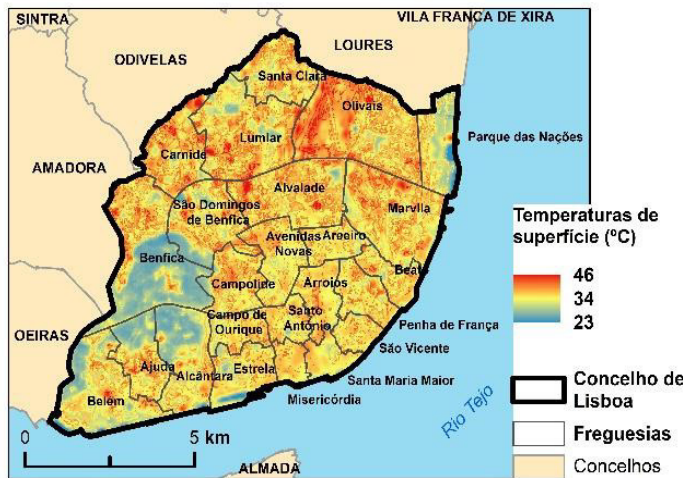 SINTRA
VILA FRANCA DE XIRA
ODIVELAS
LOURES
Santa Clara
Olivais
Lumiar
Parque das Nações
Carnide
AMADORA
Alvalade
São Domingos
de Benfica
Marvila
Avenidas
Novas
Areeiro
Benfica
Beato
Campolide
Arroios
OEIRAS
Campo de
Ourique
Santo
António
Penha de França
São Vicente
Ajuda
Alcântara
Estrela
Santa Maria Maior
Belém
Misericórdia
Rio Tejo
0
5 km
ALMADA
Temperaturas de
superfície (ºC)
46
34
23
Concelho de
Lisboa
Freguesias
Concelhos